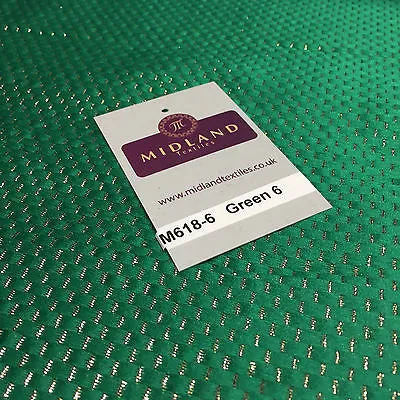 M
MIDLAND
Textiles
www.midlandtextiles.co.uk
M618-6 Green 6